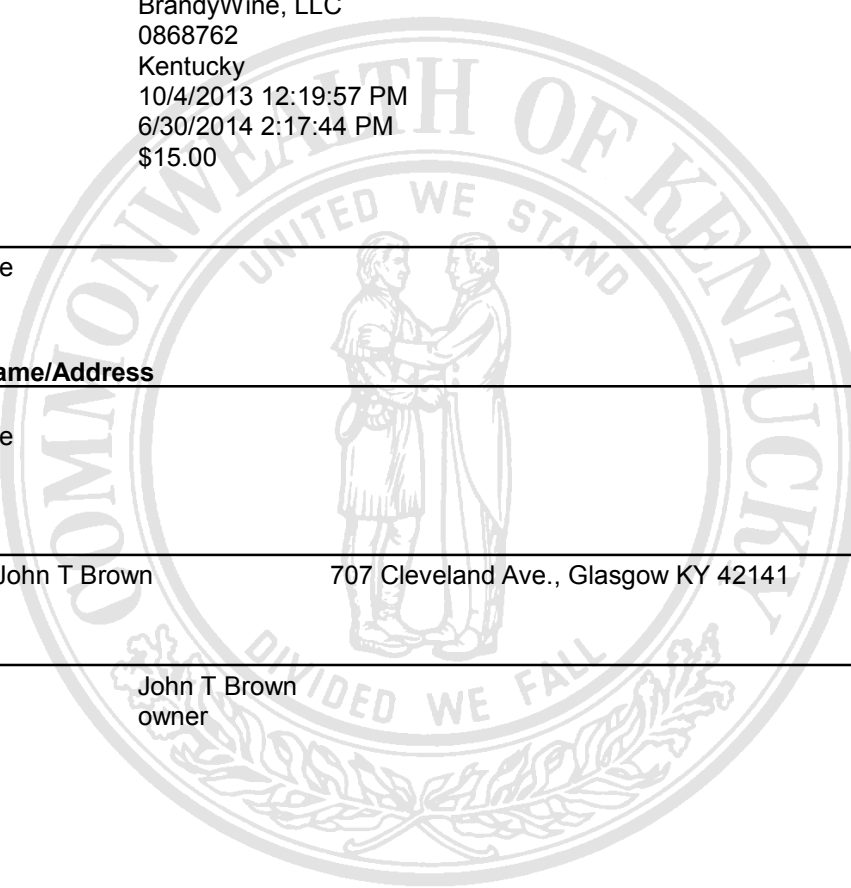 BrandyWine, LLC
0868762
Kentucky
10/4/2013 12:19:57 PM
6/30/2014 2:17:44 PM
$15.00
COMMONWEALTH OF KENTUCKY
UNITED WE STAND
e
ame/Address
e
John T Brown 707 Cleveland Ave., Glasgow KY 42141
DIVIDED WE FALL
John T Brown
owner